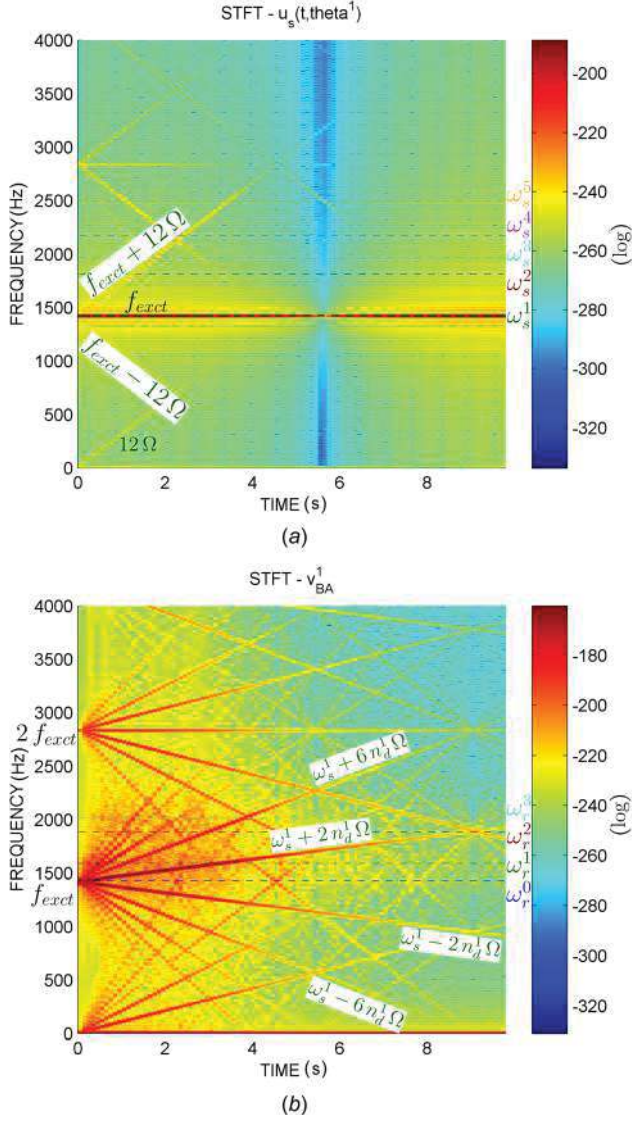 STFT - u_s(t,theta^1)
4000
3500
3000
2500
2000
1500
1000
500
0
FREQUENCY(Hz)
f_exct + 12 Ω
f_exct
f_exct − 12 Ω
12 Ω
0 2 4 6 8
TIME (s)
ω_s^5
ω_s^4
ω_s^3
ω_s^2
ω_s^1
-200
-220
-240
-260
-280
-300
-320
(log)
(a)
STFT - v_BA^1
4000
3500
3000
2 f_exct
2500
2000
1500
f_exct
1000
500
0
FREQUENCY(Hz)
ω_s^1 + 6 n_d^1 Ω
ω_s^1 + 2 n_d^1 Ω
ω_s^1 − 2 n_d^1 Ω
ω_s^1 − 6 n_d^1 Ω
0 2 4 6 8
TIME (s)
ω_r^3
ω_r^2
ω_r^1
ω_r^0
-180
-200
-220
-240
-260
-280
-300
-320
(log)
(b)